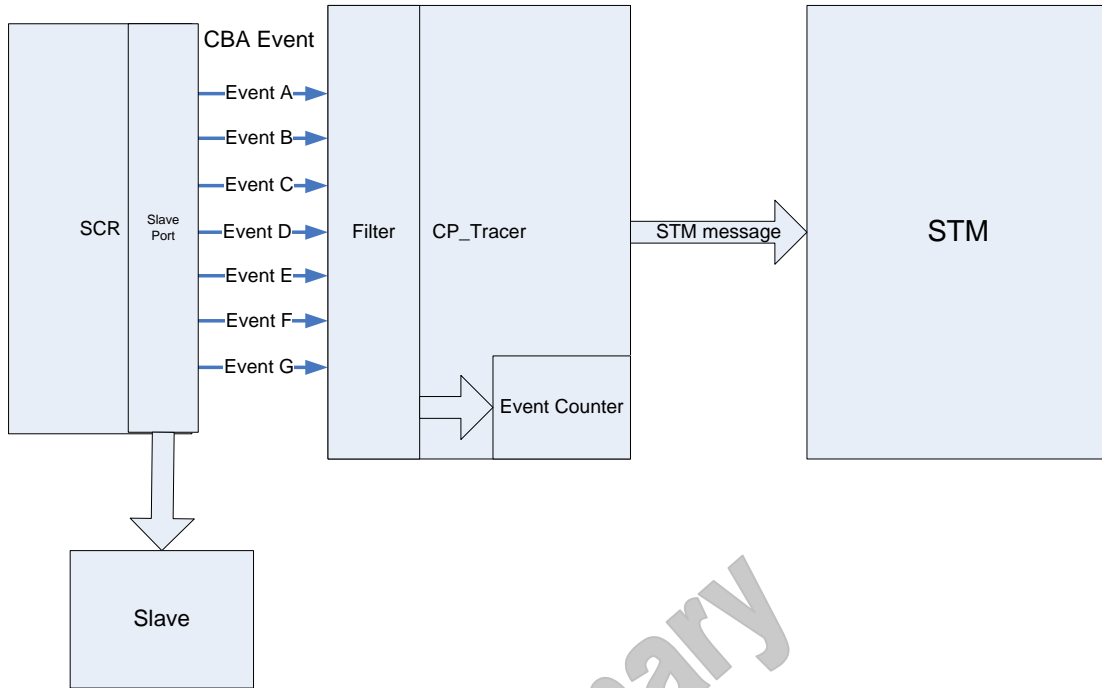 CBA Event
Event A
Event B
Event C
Event D
Event E
Event F
Event G
SCR
Slave
Port
Filter
CP_Tracer
Event Counter
STM message
STM
Slave